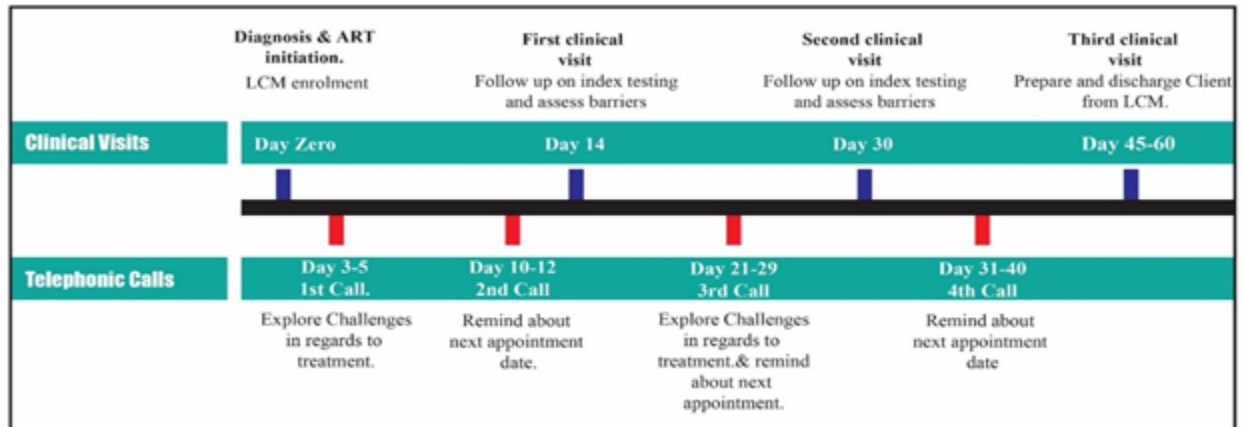 Diagnosis & ART
initiation.
LCM enrolment
First clinical
visit
Follow up on index testing
and assess barriers
Second clinical
visit
Follow up on index testing
and assess barriers
Third clinical
visit
Prepare and discharge Client
from LCM.
Clinical Visits
Day Zero
Day 14
Day 30
Day 45-60
Telephonic Calls
Day 3-5
1st Call.
Explore Challenges
in regards to
treatment.
Day 10-12
2nd Call
Remind about
next appointment
date.
Day 21-29
3rd Call
Explore Challenges
in regards to
treatment.& remind
about next
appointment.
Day 31-40
4th Call
Remind about
next appointment
date